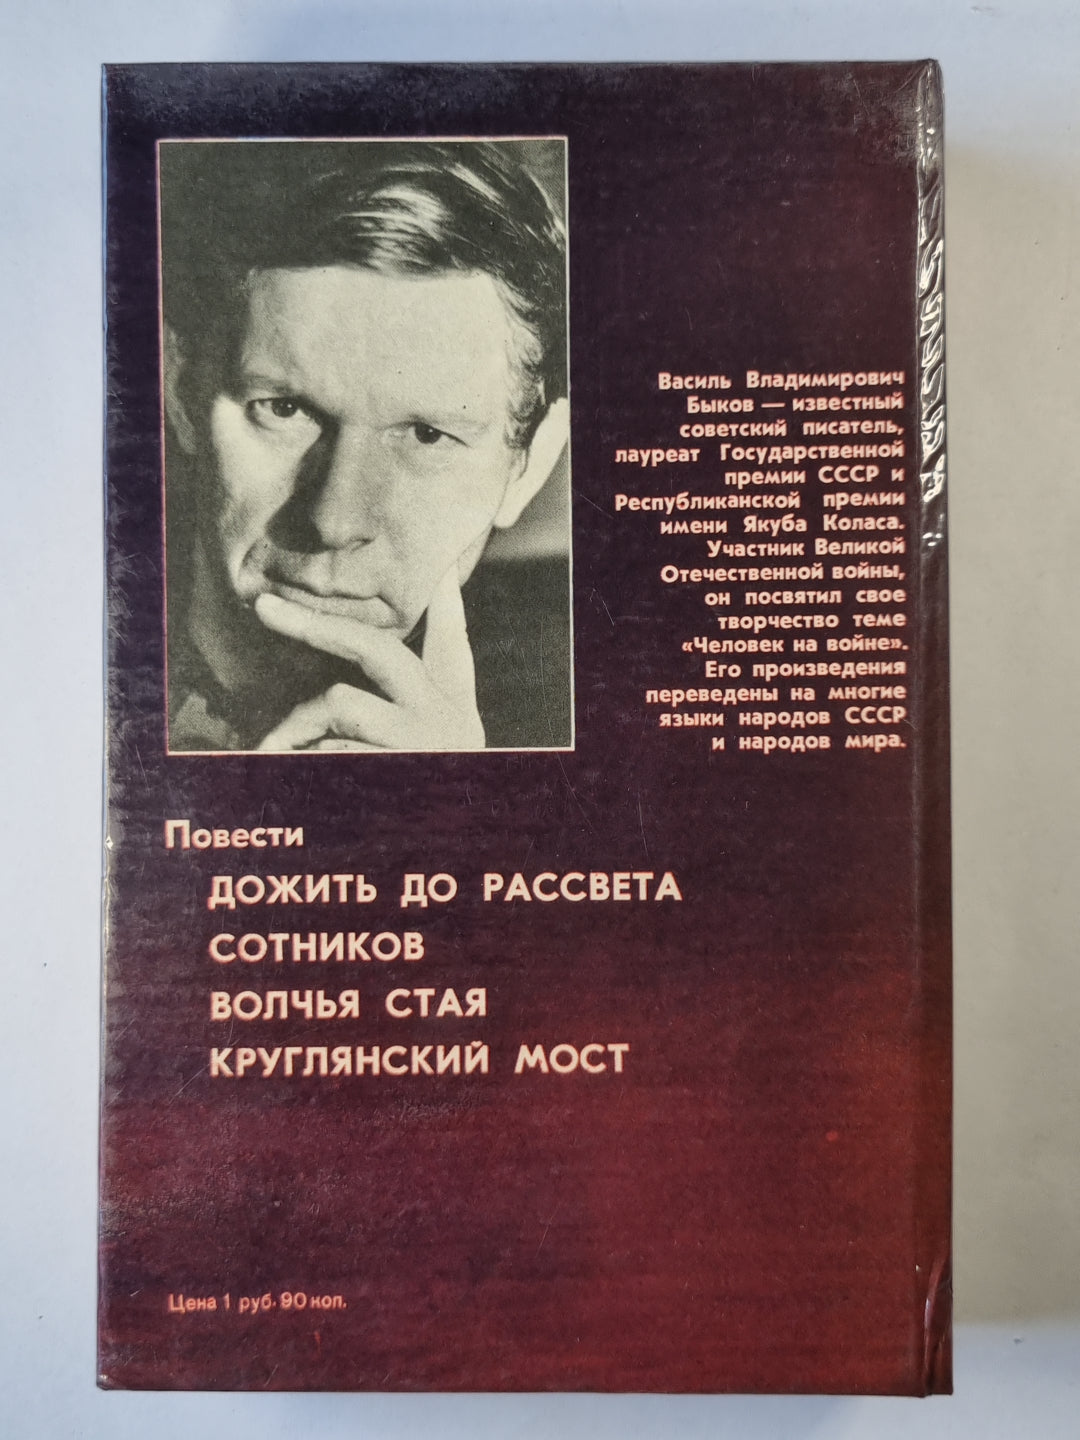 Василь Владимирович
Быков — известный
советский писатель,
лауреат Государственной
премии СССР и
Республиканской премии
имени Якуба Коласа.
Участник Великой
Отечественной войны,
он посвятил свое
творчество теме
«Человек на войне».
Его произведения
переведены на многие
языки народов СССР
и народов мира.
Повести
ДОЖИТЬ ДО РАССВЕТА
СОТНИКОВ
ВОЛЧЬЯ СТАЯ
КРУГЛЯНСКИЙ МОСТ
Цена 1 руб. 90 коп.